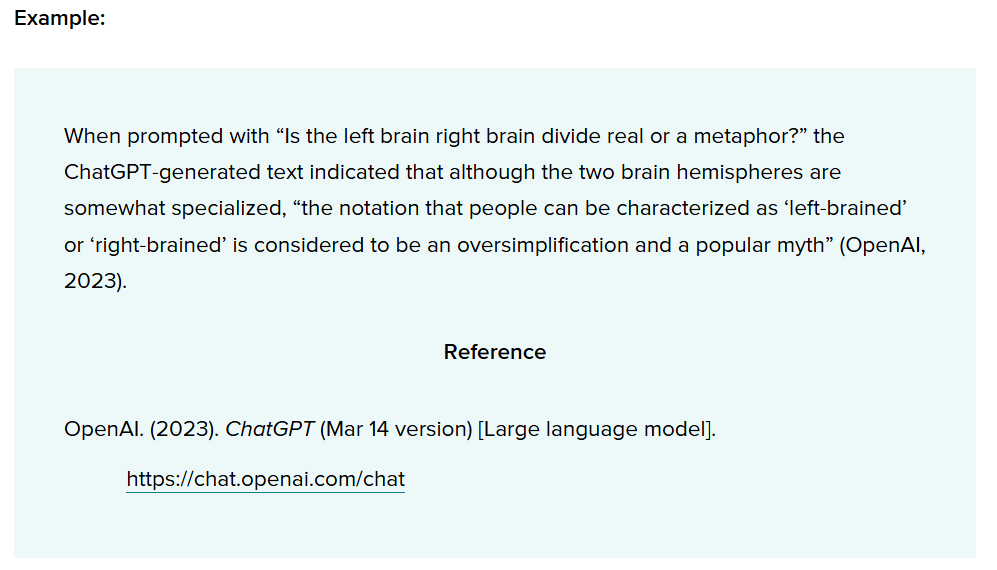 Example:
When prompted with “Is the left brain right brain divide real or a metaphor?” the
ChatGPT-generated text indicated that although the two brain hemispheres are
somewhat specialized, “the notation that people can be characterized as ‘left-brained’
or ‘right-brained’ is considered to be an oversimplification and a popular myth” (OpenAI,
2023).
Reference
OpenAI. (2023). ChatGPT (Mar 14 version) [Large language model].
https://chat.openai.com/chat